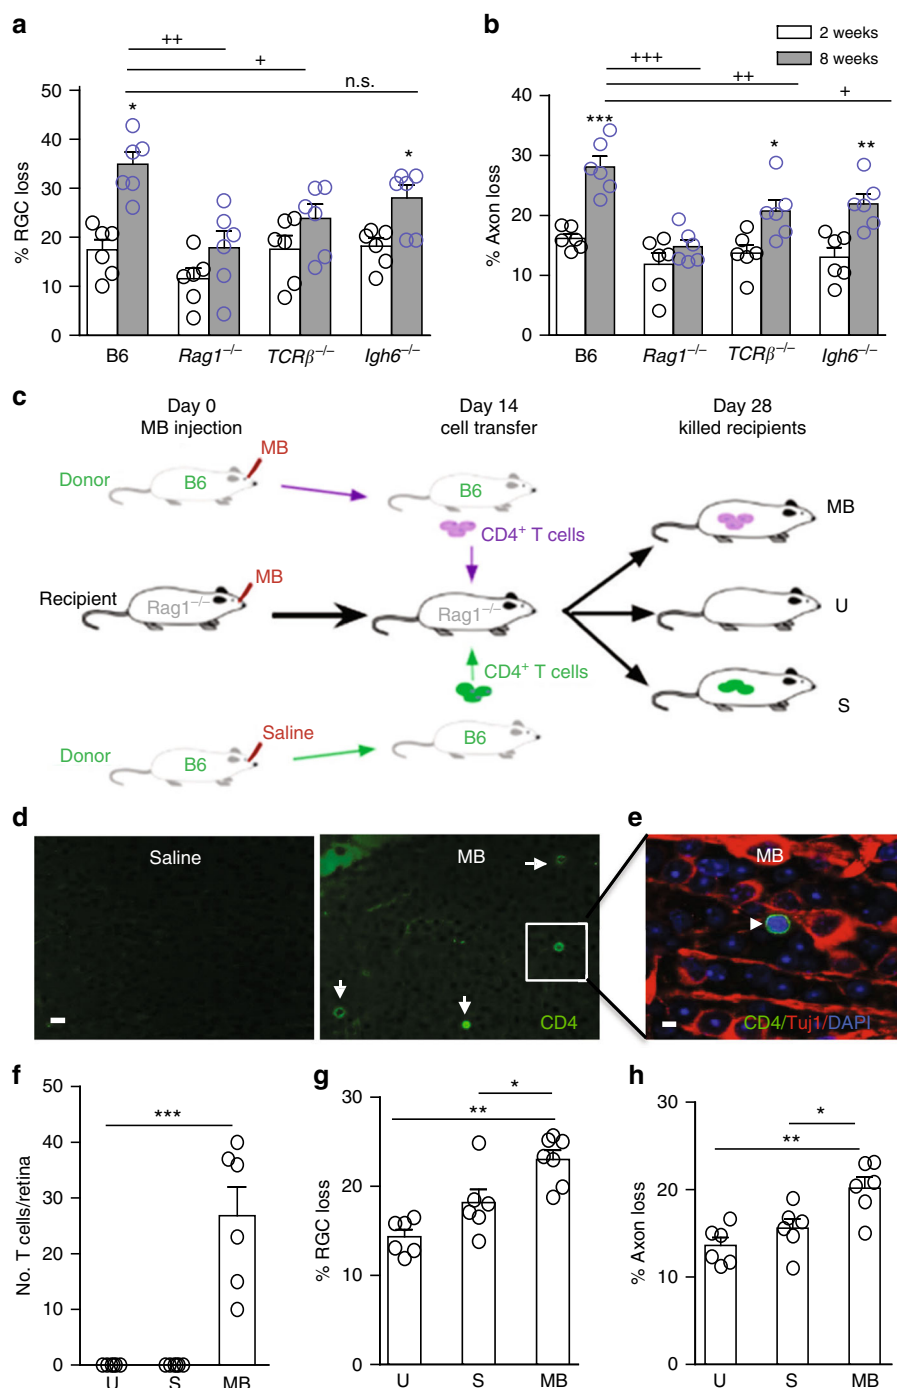 a
++
+
n.s.
50
40
30
20
10
0
% RGC loss
*
*
B6
Rag1−/−
TCRβ−/−
Igh6−/−
b
2 weeks
8 weeks
+++
++
+
40
30
20
10
0
% Axon loss
***
*
**
B6
Rag1−/−
TCRβ−/−
Igh6−/−
c
Day 0
MB injection
Day 14
cell transfer
Day 28
killed recipients
MB
Donor
B6
B6
CD4+ T cells
MB
MB
Recipient
Rag1−/−
Rag1−/−
U
CD4+ T cells
S
Saline
Donor
B6
B6
d
Saline
MB
CD4
e
MB
CD4/Tuj1/DAPI
f
50
40
30
20
10
0
No. T cells/retina
***
U
S
MB
g
30
20
10
0
% RGC loss
*
**
U
S
MB
h
30
20
10
0
% Axon loss
*
**
U
S
MB